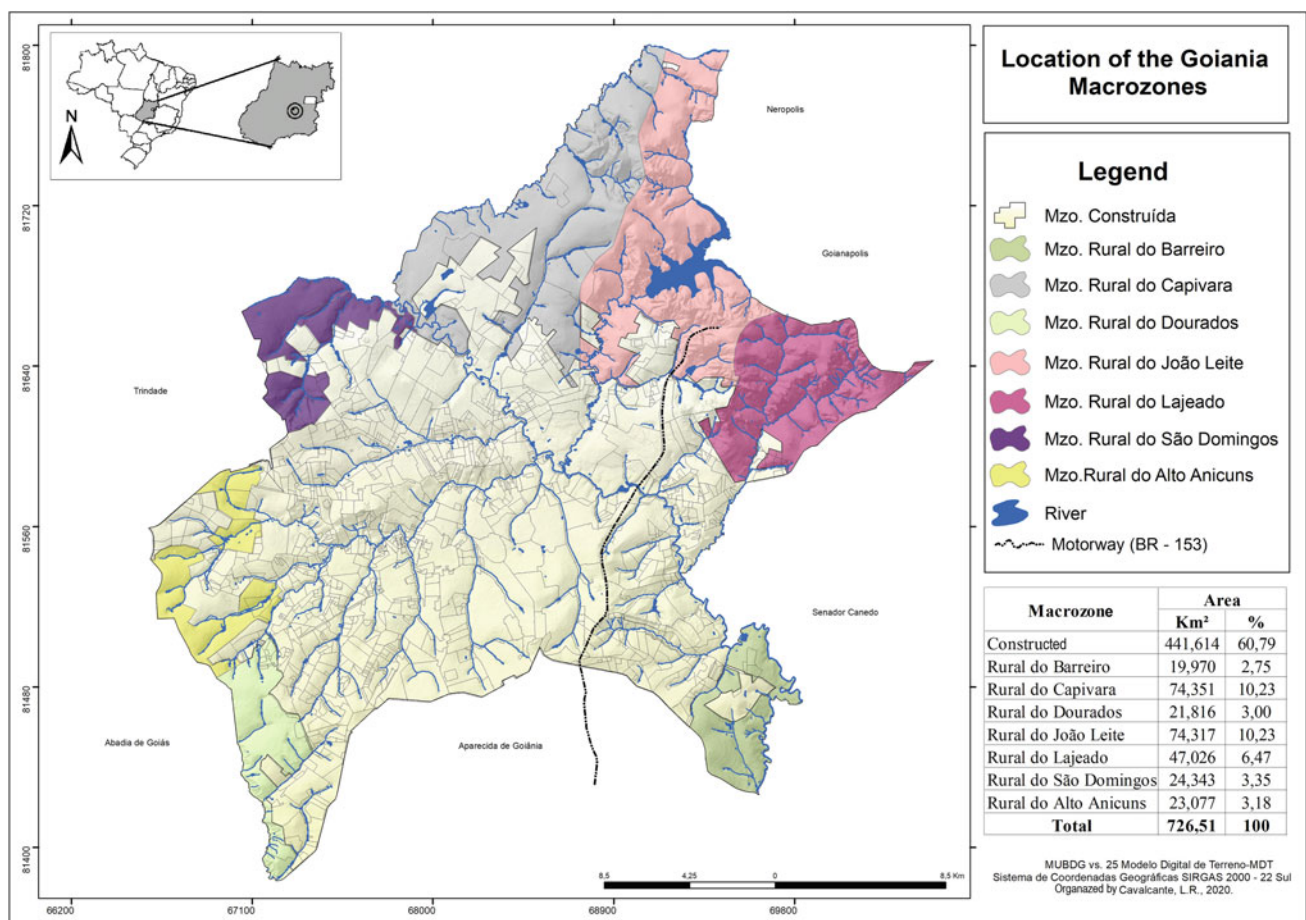 Location of the Goiania
Macrozones
N
Neropolis
Goianapolis
Trindade
Senador Canedo
Abadia de Goiás
Aparecida de Goiânia
81800
81720
81640
81560
81480
81400
66200
67100
68000
68900
69800
8,5
4,25
0
8,5 Km
Legend
Mzo. Construída
Mzo. Rural do Barreiro
Mzo. Rural do Capivara
Mzo. Rural do Dourados
Mzo. Rural do João Leite
Mzo. Rural do Lajeado
Mzo. Rural do São Domingos
Mzo.Rural do Alto Anicuns
River
Motorway (BR - 153)
Macrozone Area
Km² %
Constructed 441,614 60,79
Rural do Barreiro 19,970 2,75
Rural do Capivara 74,351 10,23
Rural do Dourados 21,816 3,00
Rural do João Leite 74,317 10,23
Rural do Lajeado 47,026 6,47
Rural do São Domingos 24,343 3,35
Rural do Alto Anicuns 23,077 3,18
Total 726,51 100
MUBDG vs. 25 Modelo Digital de Terreno-MDT
Sistema de Coordenadas Geográficas SIRGAS 2000 - 22 Sul
Organazed by Cavalcante, L.R., 2020.